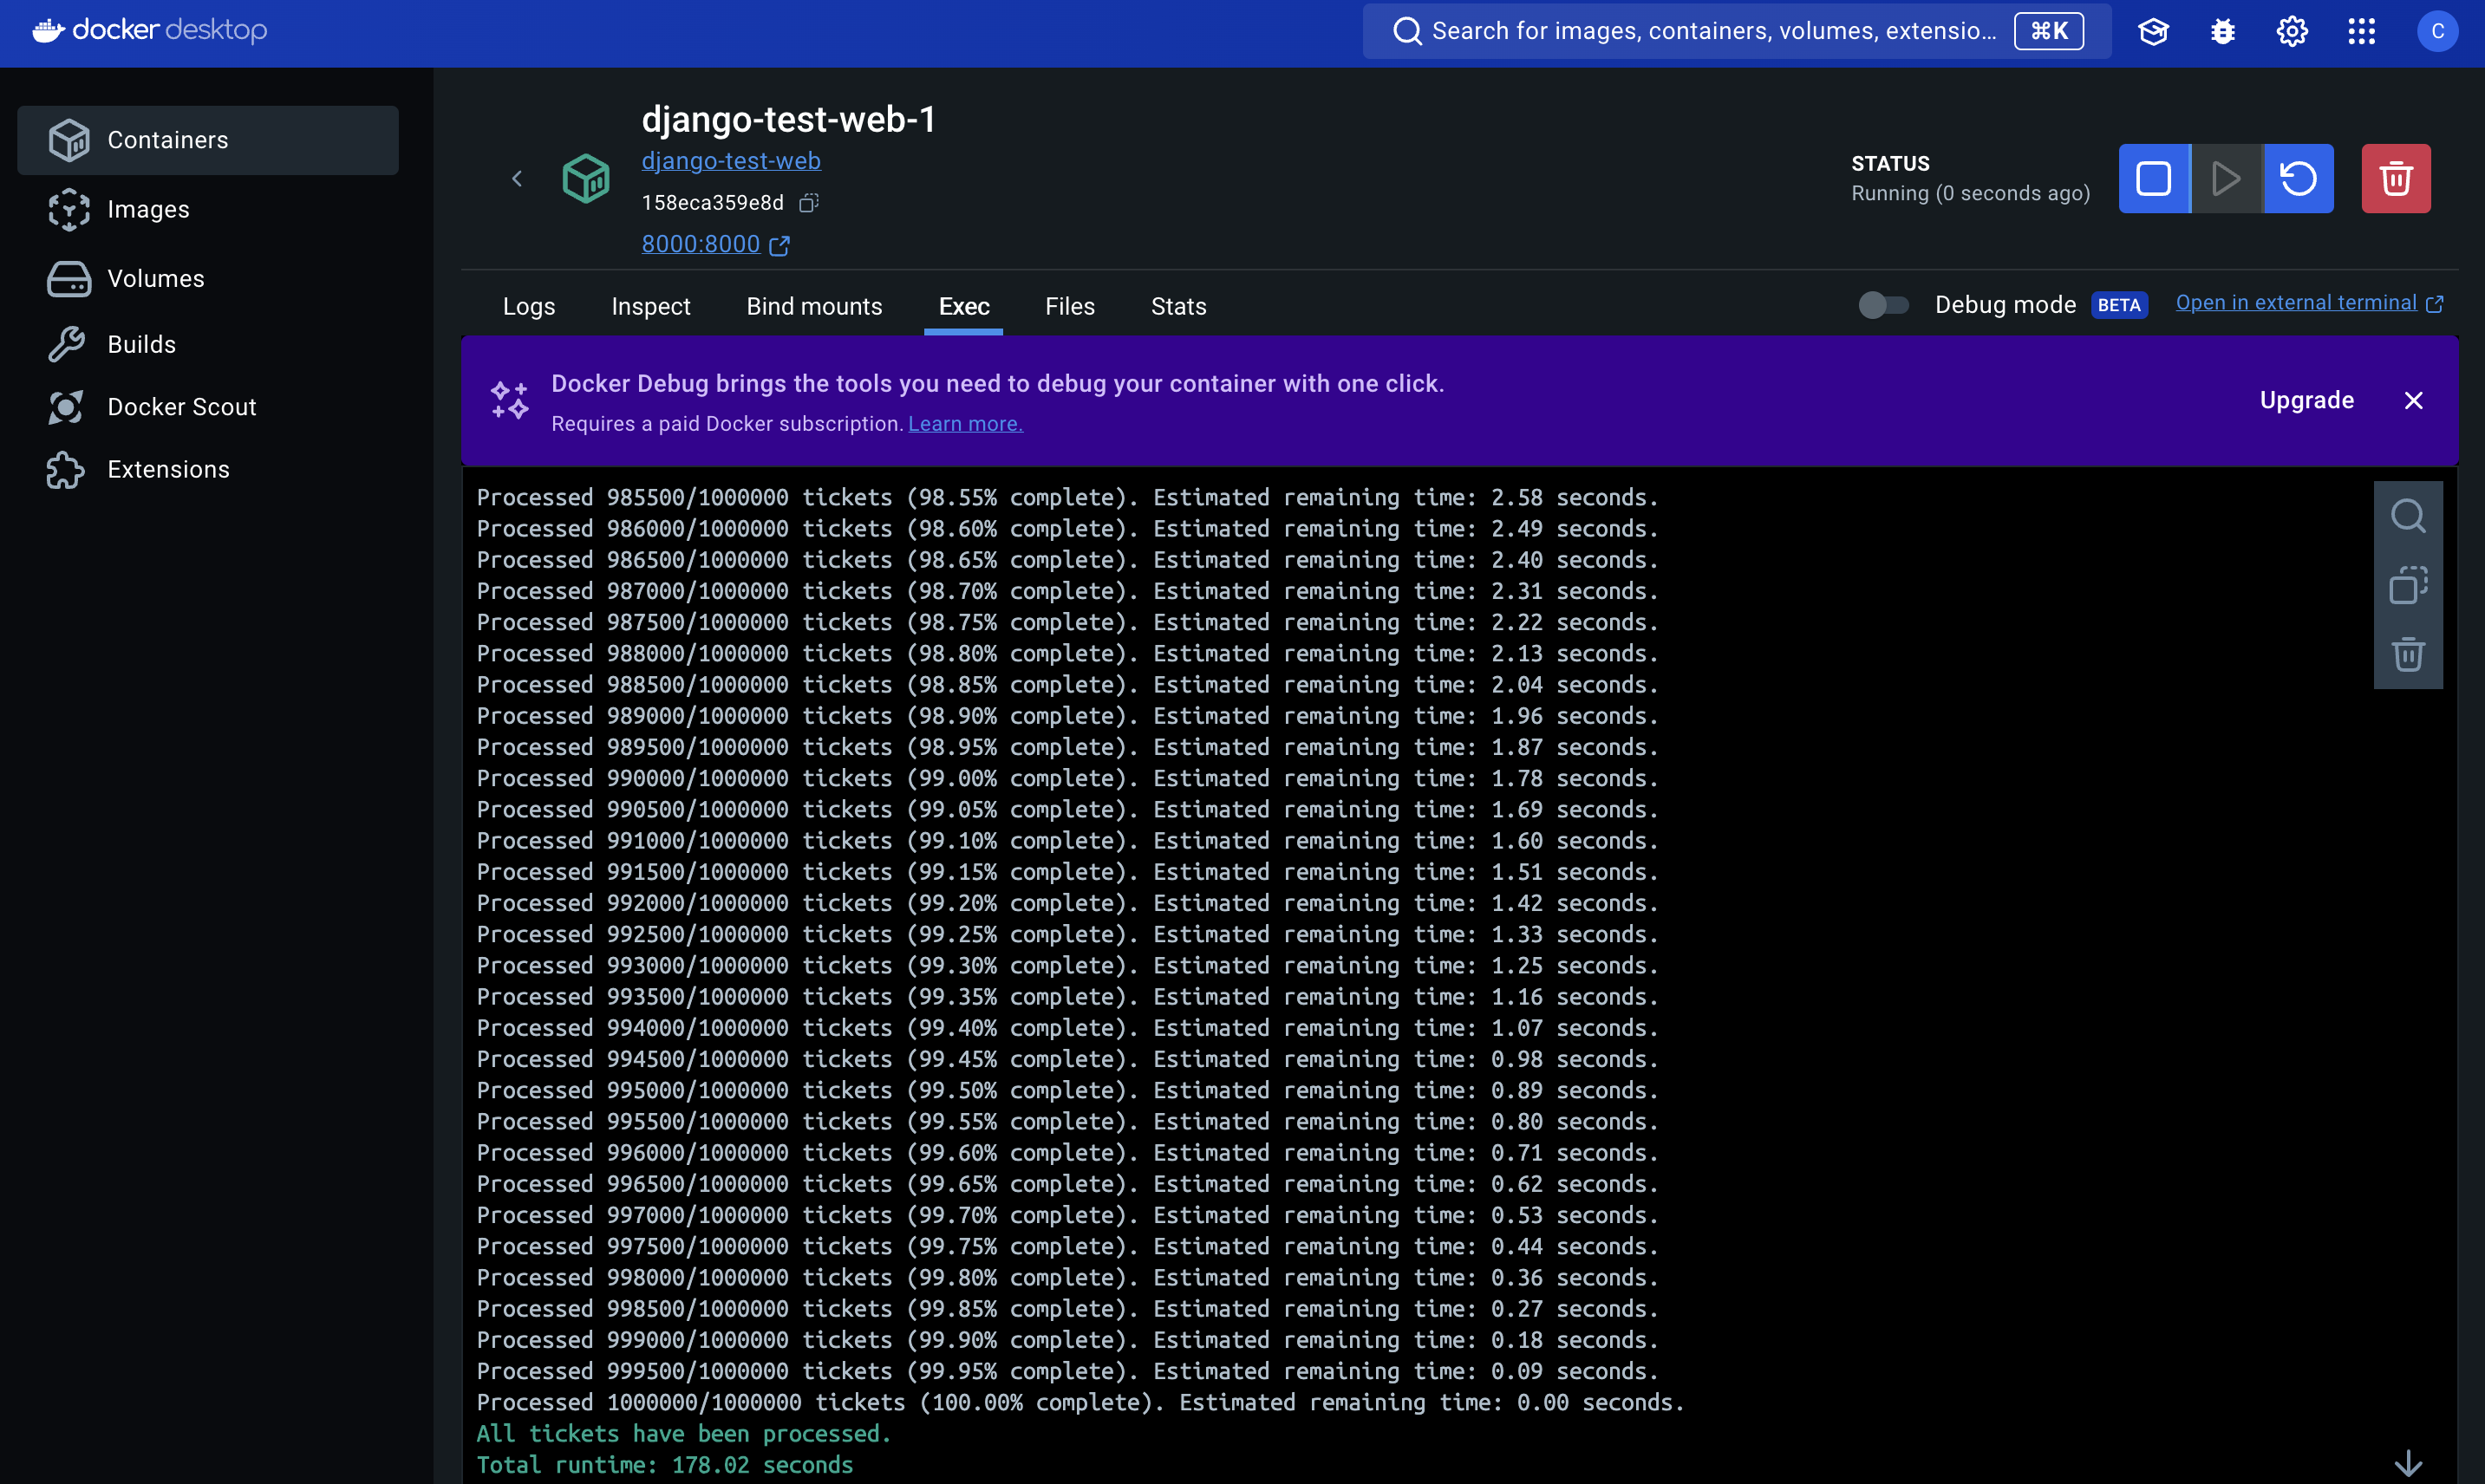 docker desktop
Search for images, containers, volumes, extensio...
⌘K
C
Containers
Images
Volumes
Builds
Docker Scout
Extensions
django-test-web-1
django-test-web
158eca359e8d
8000:8000
STATUS
Running (0 seconds ago)
Logs
Inspect
Bind mounts
Exec
Files
Stats
Debug mode
BETA
Open in external terminal
Docker Debug brings the tools you need to debug your container with one click.
Requires a paid Docker subscription. Learn more.
Upgrade
Processed 985500/1000000 tickets (98.55% complete). Estimated remaining time: 2.58 seconds.
Processed 986000/1000000 tickets (98.60% complete). Estimated remaining time: 2.49 seconds.
Processed 986500/1000000 tickets (98.65% complete). Estimated remaining time: 2.40 seconds.
Processed 987000/1000000 tickets (98.70% complete). Estimated remaining time: 2.31 seconds.
Processed 987500/1000000 tickets (98.75% complete). Estimated remaining time: 2.22 seconds.
Processed 988000/1000000 tickets (98.80% complete). Estimated remaining time: 2.13 seconds.
Processed 988500/1000000 tickets (98.85% complete). Estimated remaining time: 2.04 seconds.
Processed 989000/1000000 tickets (98.90% complete). Estimated remaining time: 1.96 seconds.
Processed 989500/1000000 tickets (98.95% complete). Estimated remaining time: 1.87 seconds.
Processed 990000/1000000 tickets (99.00% complete). Estimated remaining time: 1.78 seconds.
Processed 990500/1000000 tickets (99.05% complete). Estimated remaining time: 1.69 seconds.
Processed 991000/1000000 tickets (99.10% complete). Estimated remaining time: 1.60 seconds.
Processed 991500/1000000 tickets (99.15% complete). Estimated remaining time: 1.51 seconds.
Processed 992000/1000000 tickets (99.20% complete). Estimated remaining time: 1.42 seconds.
Processed 992500/1000000 tickets (99.25% complete). Estimated remaining time: 1.33 seconds.
Processed 993000/1000000 tickets (99.30% complete). Estimated remaining time: 1.25 seconds.
Processed 993500/1000000 tickets (99.35% complete). Estimated remaining time: 1.16 seconds.
Processed 994000/1000000 tickets (99.40% complete). Estimated remaining time: 1.07 seconds.
Processed 994500/1000000 tickets (99.45% complete). Estimated remaining time: 0.98 seconds.
Processed 995000/1000000 tickets (99.50% complete). Estimated remaining time: 0.89 seconds.
Processed 995500/1000000 tickets (99.55% complete). Estimated remaining time: 0.80 seconds.
Processed 996000/1000000 tickets (99.60% complete). Estimated remaining time: 0.71 seconds.
Processed 996500/1000000 tickets (99.65% complete). Estimated remaining time: 0.62 seconds.
Processed 997000/1000000 tickets (99.70% complete). Estimated remaining time: 0.53 seconds.
Processed 997500/1000000 tickets (99.75% complete). Estimated remaining time: 0.44 seconds.
Processed 998000/1000000 tickets (99.80% complete). Estimated remaining time: 0.36 seconds.
Processed 998500/1000000 tickets (99.85% complete). Estimated remaining time: 0.27 seconds.
Processed 999000/1000000 tickets (99.90% complete). Estimated remaining time: 0.18 seconds.
Processed 999500/1000000 tickets (99.95% complete). Estimated remaining time: 0.09 seconds.
Processed 1000000/1000000 tickets (100.00% complete). Estimated remaining time: 0.00 seconds.
All tickets have been processed.
Total runtime: 178.02 seconds